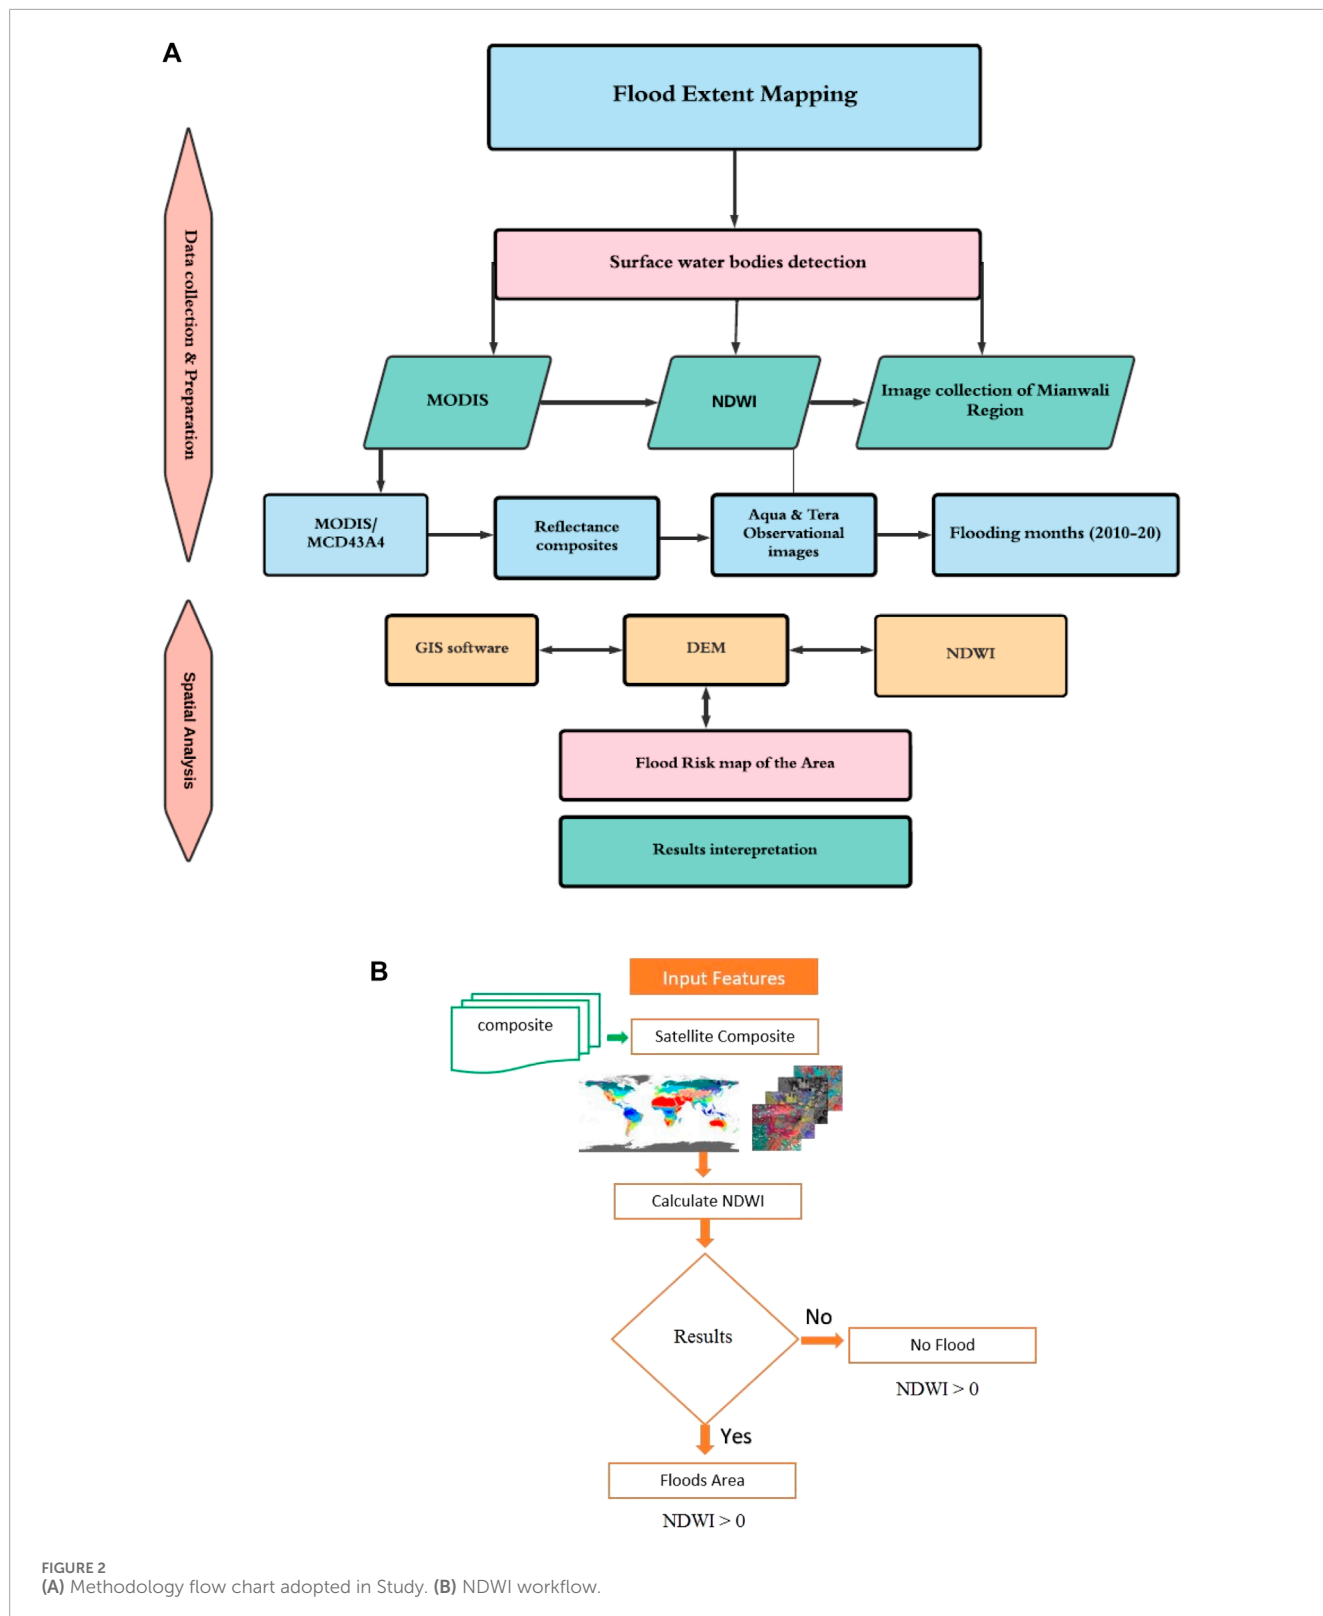 A
Flood Extent Mapping
Data collection & Preparation
Surface water bodies detection
MODIS
NDWI
Image collection of Mianwali
Region
MODIS/
MCD43A4
Reflectance
composites
Aqua & Tera
Observational
images
Flooding months (2010-20)
Spatial Analysis
GIS software
DEM
NDWI
Flood Risk map of the Area
Results interepretation
B
Input Features
composite
Satellite Composite
Calculate NDWI
Results
No
No Flood
NDWI > 0
Yes
Floods Area
NDWI > 0
FIGURE 2
(A) Methodology flow chart adopted in Study. (B) NDWI workflow.